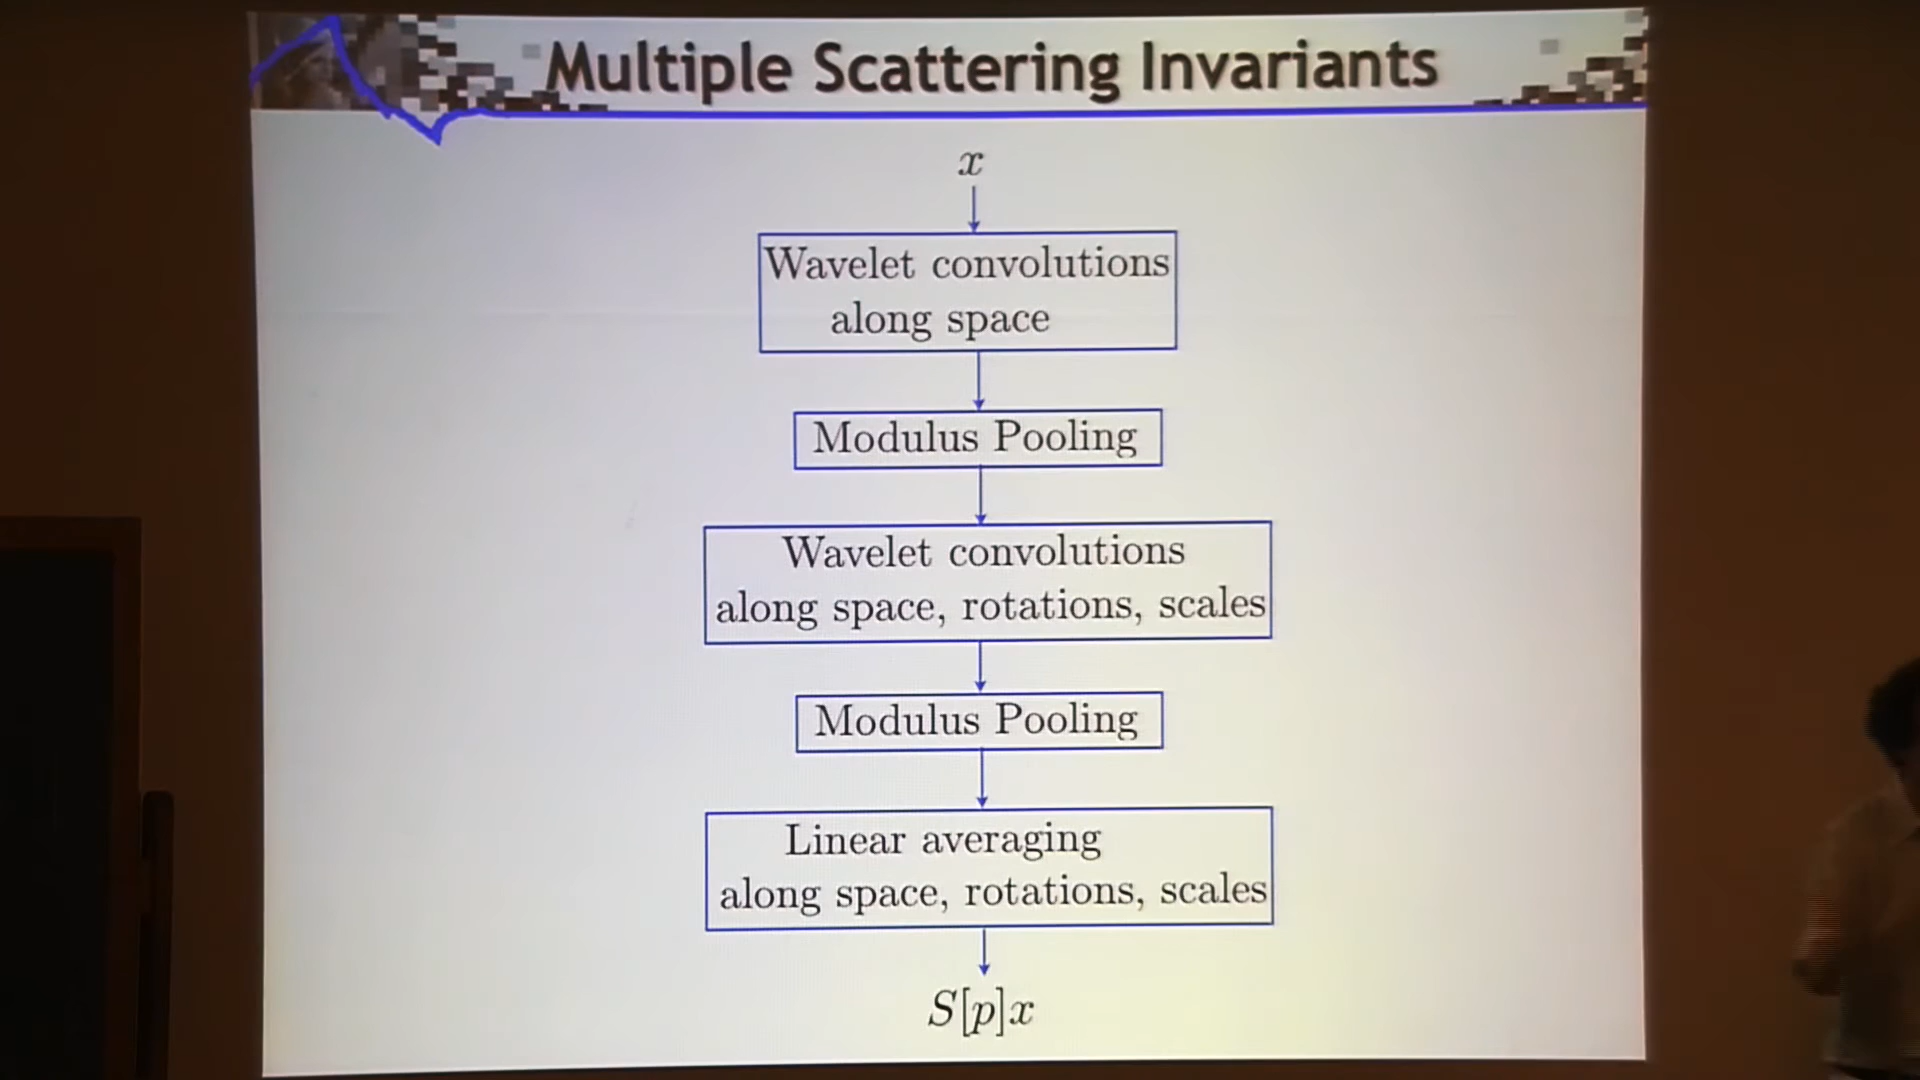 Multiple Scattering Invariants
x
Wavelet convolutions
along space
Modulus Pooling
Wavelet convolutions
along space, rotations, scales
Modulus Pooling
Linear averaging
along space, rotations, scales
S[p]x